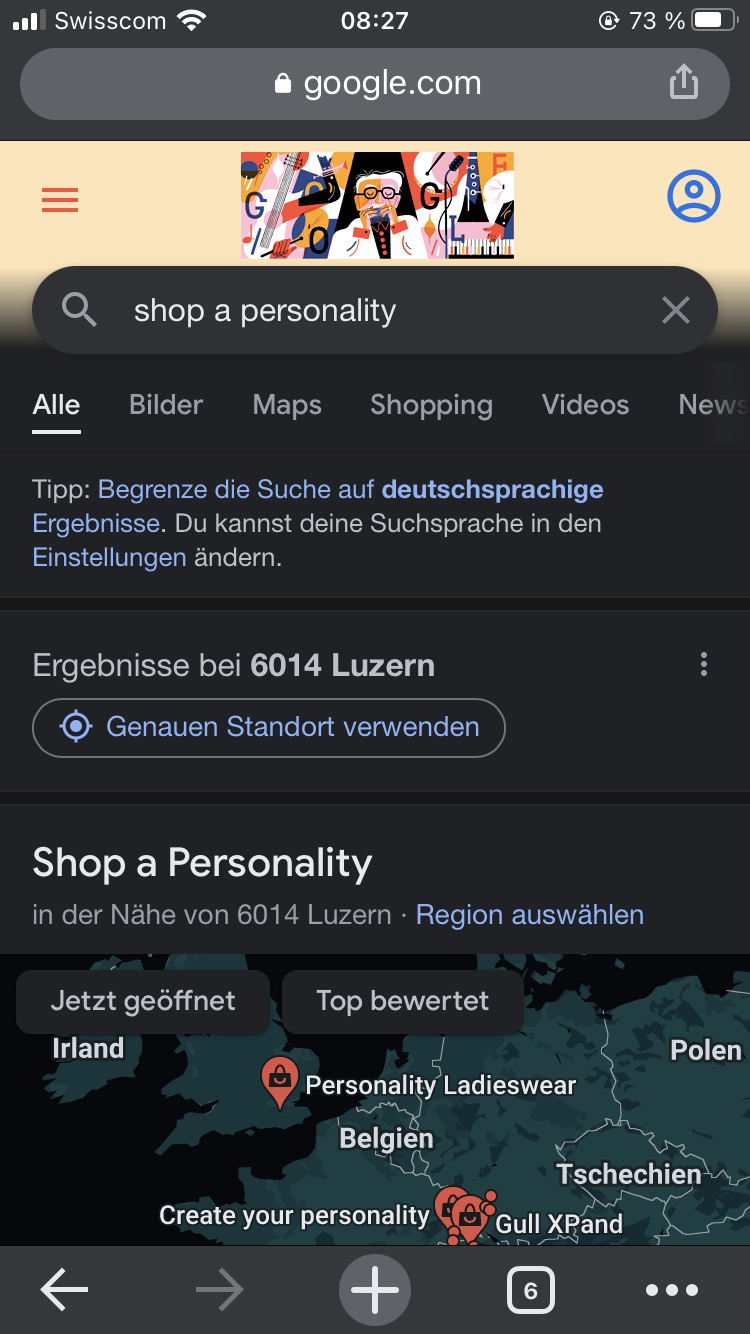 Swisscom 08:27 73 %
google.com
G O G L E
shop a personality
Alle Bilder Maps Shopping Videos News
Tipp: Begrenze die Suche auf deutschsprachige
Ergebnisse. Du kannst deine Suchsprache in den
Einstellungen ändern.
Ergebnisse bei 6014 Luzern
Genauen Standort verwenden
Shop a Personality
in der Nähe von 6014 Luzern · Region auswählen
Jetzt geöffnet Top bewertet
Irland
Polen
Personality Ladieswear
Belgien
Tschechien
Create your personality
Gull XPand
6